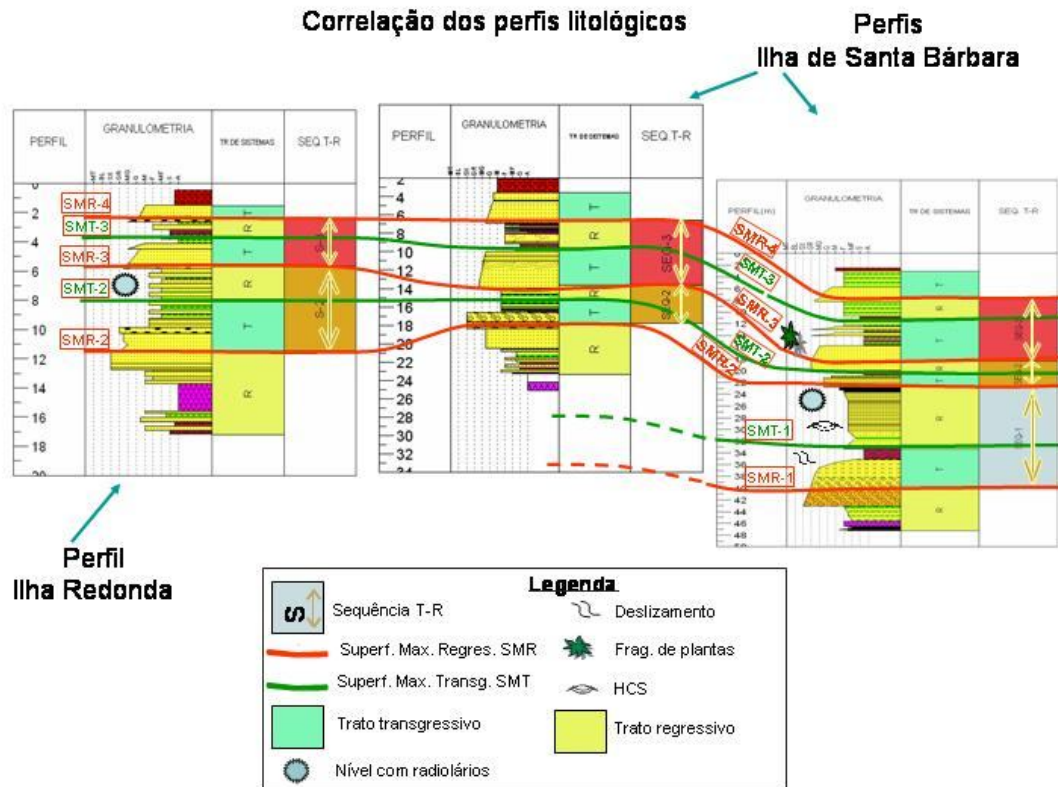 Correlação dos perfis litológicos
Perfis
Ilha de Santa Bárbara
PERFIL
GRANULOMETRIA
TR DE SISTEMAS
SEQ.T-R
0
2
4
6
8
10
12
14
16
18
20
SMR-4
SMT-3
SMR-3
SMT-2
SMR-2
T
R
T
R
T
R
S-2
PERFIL
GRANULOMETRIA
TR DE SISTEMAS
SEQ.T-R
2
4
6
8
10
12
14
16
18
20
22
24
26
28
30
32
34
T
R
T
R
T
R
SEQ-3
SEQ-2
PERFIL(m)
GRANULOMETRIA
TR DE SISTEMAS
SEQ. T-R
SMR-4
SMT-3
SMR-3
SMT-2
SMR-2
SMT-1
SMR-1
T
R
T
R
T
R
T
R
SEQ-1
Perfil
Ilha Redonda
Legenda
S
Sequência T-R
Superf. Max. Regres. SMR
Superf. Max. Transg. SMT
Trato transgressivo
Nível com radiolários
Deslizamento
Frag. de plantas
HCS
Trato regressivo